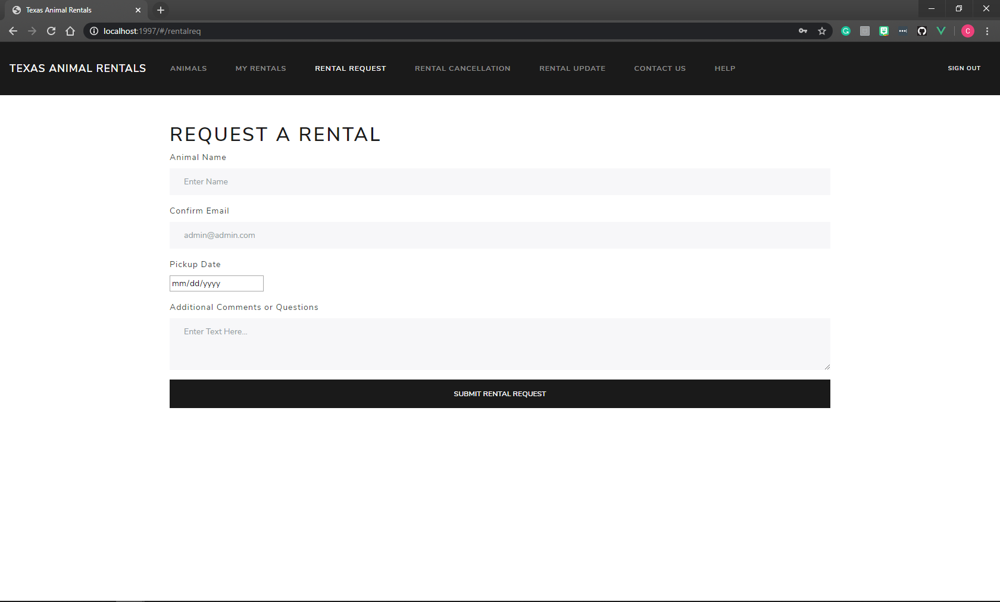 Texas Animal Rentals
localhost:1997/#/rentalreq
C
TEXAS ANIMAL RENTALS ANIMALS MY RENTALS RENTAL REQUEST RENTAL CANCELLATION RENTAL UPDATE CONTACT US HELP SIGN OUT
REQUEST A RENTAL
Animal Name
Enter Name
Confirm Email
admin@admin.com
Pickup Date
mm/dd/yyyy
Additional Comments or Questions
Enter Text Here...
SUBMIT RENTAL REQUEST